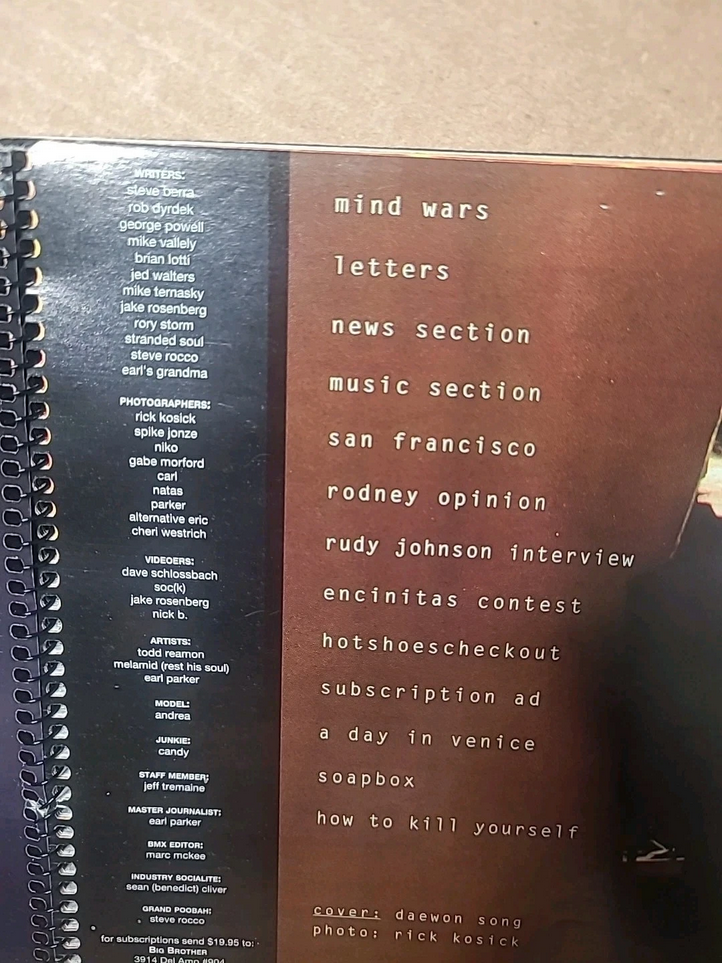 WRITERS:
steve berra
rob dyrdek
george powell
mike vallely
brian lotti
jed walters
mike ternasky
jake rosenberg
rory storm
stranded soul
steve rocco
earl's grandma
PHOTOGRAPHERS:
rick kosick
spike jonze
niko
gabe morford
carl
natas
parker
alternative eric
cheri westrich
VIDEOERS:
dave schlossbach
soc(k)
jake rosenberg
nick b.
ARTISTS:
todd reamon
melamid (rest his soul)
earl parker
MODEL:
andrea
JUNKIE:
candy
STAFF MEMBER:
jeff tremaine
MASTER JOURNALIST:
earl parker
BMX EDITOR:
marc mckee
INDUSTRY SOCIALITE:
sean (benedict) cliver
GRAND POOBAH:
steve rocco
for subscriptions send $19.95 to:
BIG BROTHER
3914 Del Amo #904
mind wars
letters
news section
music section
san francisco
rodney opinion
rudy johnson interview
encinitas contest
hotshoescheckout
subscription ad
a day in venice
soapbox
how to kill yourself
cover: daewon song
photo: rick kosick